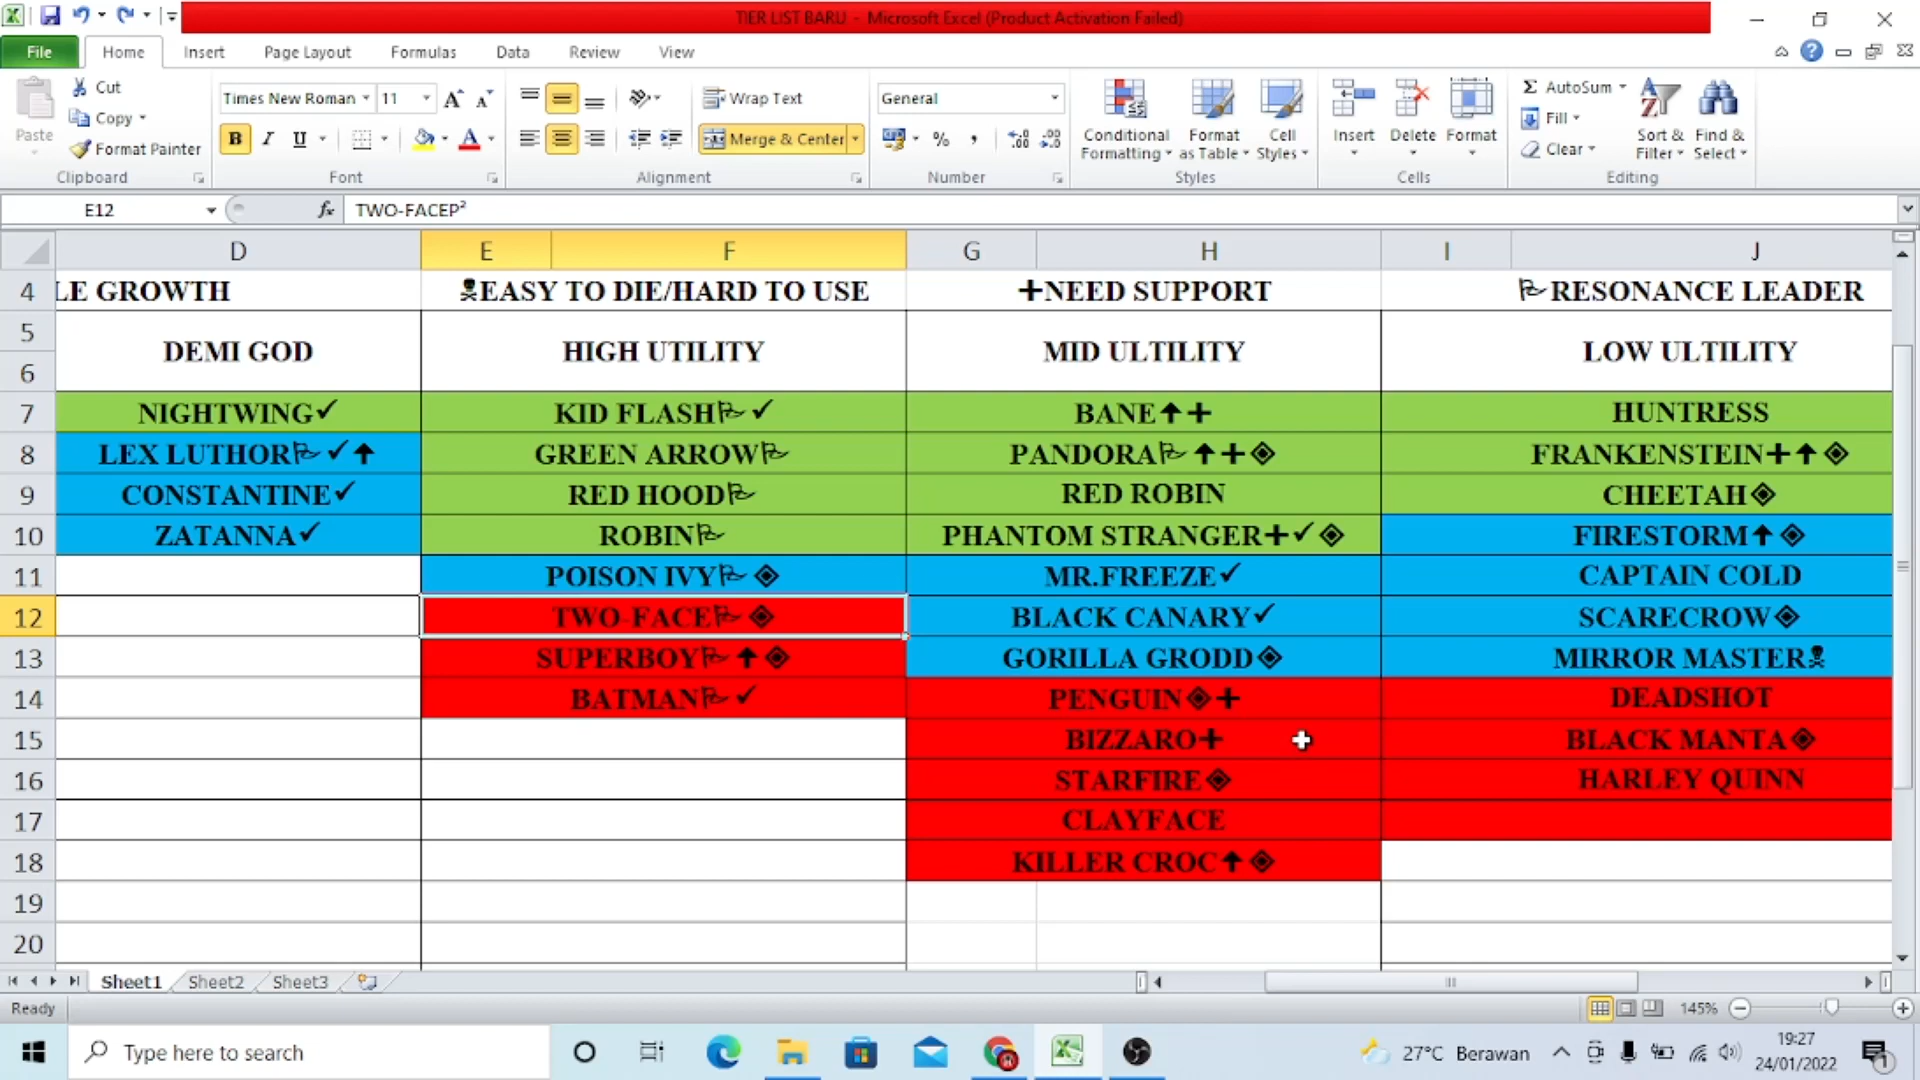 TIER LIST BARU - Microsoft Excel (Product Activation Failed)
File Home Insert Page Layout Formulas Data Review View
Paste
Cut
Copy
Format Painter
Clipboard
Times New Roman 11
B I U A
Font
Wrap Text
Merge & Center
Alignment
General
%
Number
Conditional Formatting
Format as Table
Cell Styles
Styles
Insert Delete Format
Cells
Σ AutoSum
Fill
Clear
Sort & Filter
Find & Select
Editing
E12 fx TWO-FACEP²
D E F G H I J
4 LE GROWTH ☠EASY TO DIE/HARD TO USE +NEED SUPPORT RESONANCE LEADER
5
DEMI GOD HIGH UTILITY MID ULTILITY LOW ULTILITY
6
7 NIGHTWING✓ KID FLASH✓ BANE↑+ HUNTRESS
8 LEX LUTHOR✓↑ GREEN ARROW PANDORA↑+◈ FRANKENSTEIN+↑◈
9 CONSTANTINE✓ RED HOOD RED ROBIN CHEETAH◈
10 ZATANNA✓ ROBIN PHANTOM STRANGER+✓◈ FIRESTORM↑◈
11 POISON IVY◈ MR.FREEZE✓ CAPTAIN COLD
12 TWO-FACE◈ BLACK CANARY✓ SCARECROW◈
13 SUPERBOY↑◈ GORILLA GRODD◈ MIRROR MASTER☠
14 BATMAN✓ PENGUIN◈+ DEADSHOT
15 BIZZARO+ BLACK MANTA◈
16 STARFIRE◈ HARLEY QUINN
17 CLAYFACE
18 KILLER CROC↑◈
19
20
Sheet1 Sheet2 Sheet3
Ready 145%
Type here to search
27°C Berawan
19:27
24/01/2022
1